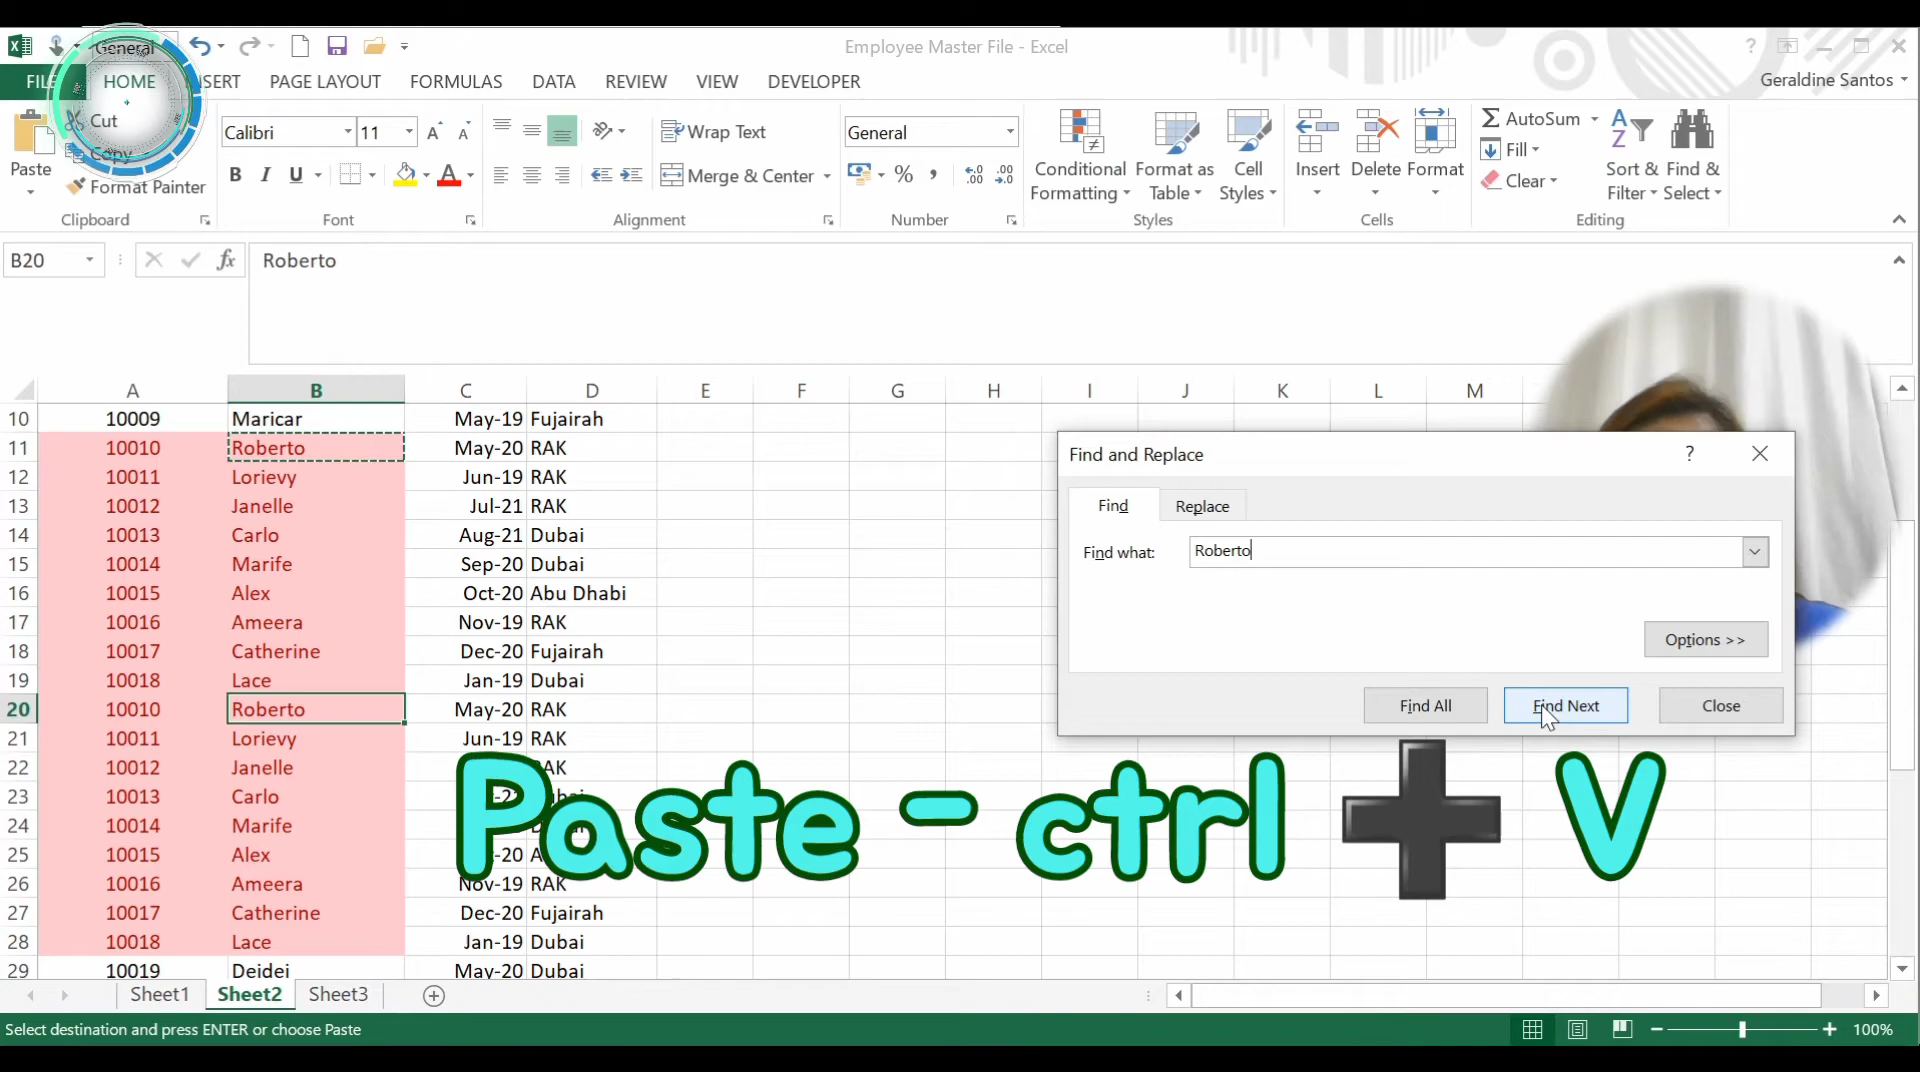 General
Employee Master File - Excel
?
FILE HOME INSERT PAGE LAYOUT FORMULAS DATA REVIEW VIEW DEVELOPER
Geraldine Santos
Paste
Cut
Copy
Format Painter
Clipboard
Calibri 11
B I U A
Font
Wrap Text
Merge & Center
Alignment
General
% ,
Number
Conditional Formatting
Format as Table
Cell Styles
Styles
Insert Delete Format
Cells
AutoSum
Fill
Clear
Sort & Filter
Find & Select
Editing
B20 fx Roberto
A B C D E F G H I J K L M
10 10009 Maricar May-19 Fujairah
11 10010 Roberto May-20 RAK
12 10011 Lorievy Jun-19 RAK
13 10012 Janelle Jul-21 RAK
14 10013 Carlo Aug-21 Dubai
15 10014 Marife Sep-20 Dubai
16 10015 Alex Oct-20 Abu Dhabi
17 10016 Ameera Nov-19 RAK
18 10017 Catherine Dec-20 Fujairah
19 10018 Lace Jan-19 Dubai
20 10010 Roberto May-20 RAK
21 10011 Lorievy Jun-19 RAK
22 10012 Janelle RAK
23 10013 Carlo
24 10014 Marife
25 10015 Alex
26 10016 Ameera Nov-19 RAK
27 10017 Catherine Dec-20 Fujairah
28 10018 Lace Jan-19 Dubai
29 10019 Deidei May-20 Dubai
Find and Replace
?
Find Replace
Find what: Roberto
Options >>
Find All Find Next Close
Paste - ctrl + V
Sheet1 Sheet2 Sheet3
Select destination and press ENTER or choose Paste
100%